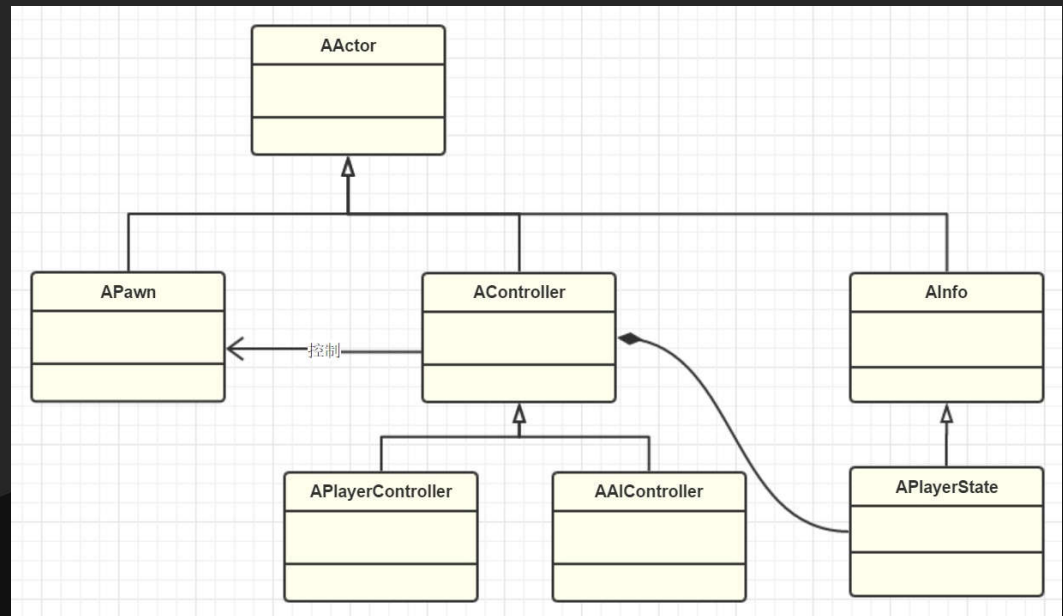 AActor
APawn
AController
AInfo
控制
APlayerController
AAIController
APlayerState